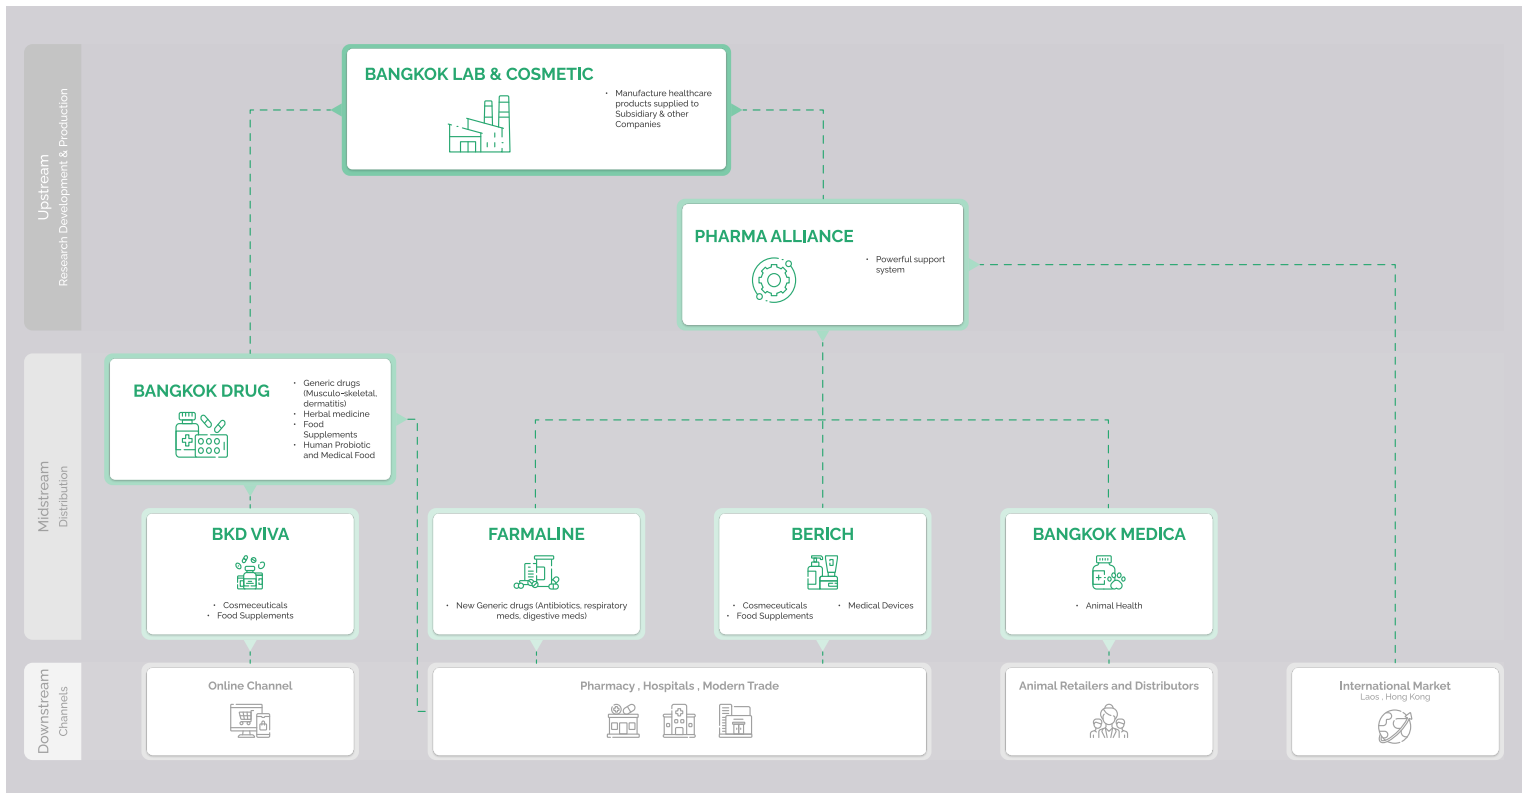 Upstream
Research Development & Production
BANGKOK LAB & COSMETIC
• Manufacture healthcare
products supplied to
Subsidiary & other
Companies
PHARMA ALLIANCE
• Powerful support
system
Midstream
Distribution
BANGKOK DRUG
• Generic drugs
(Musculo-skeletal,
dermatitis)
• Herbal medicine
• Food
Supplements
• Human Probiotic
and Medical Food
BKD VIVA
• Cosmeceuticals
• Food Supplements
FARMALINE
• New Generic drugs (Antibiotics, respiratory
meds, digestive meds)
BERICH
• Cosmeceuticals
• Food Supplements
• Medical Devices
BANGKOK MEDICA
• Animal Health
Downstream
Channels
Online Channel
Pharmacy , Hospitals , Modern Trade
Animal Retailers and Distributors
International Market
Laos , Hong Kong